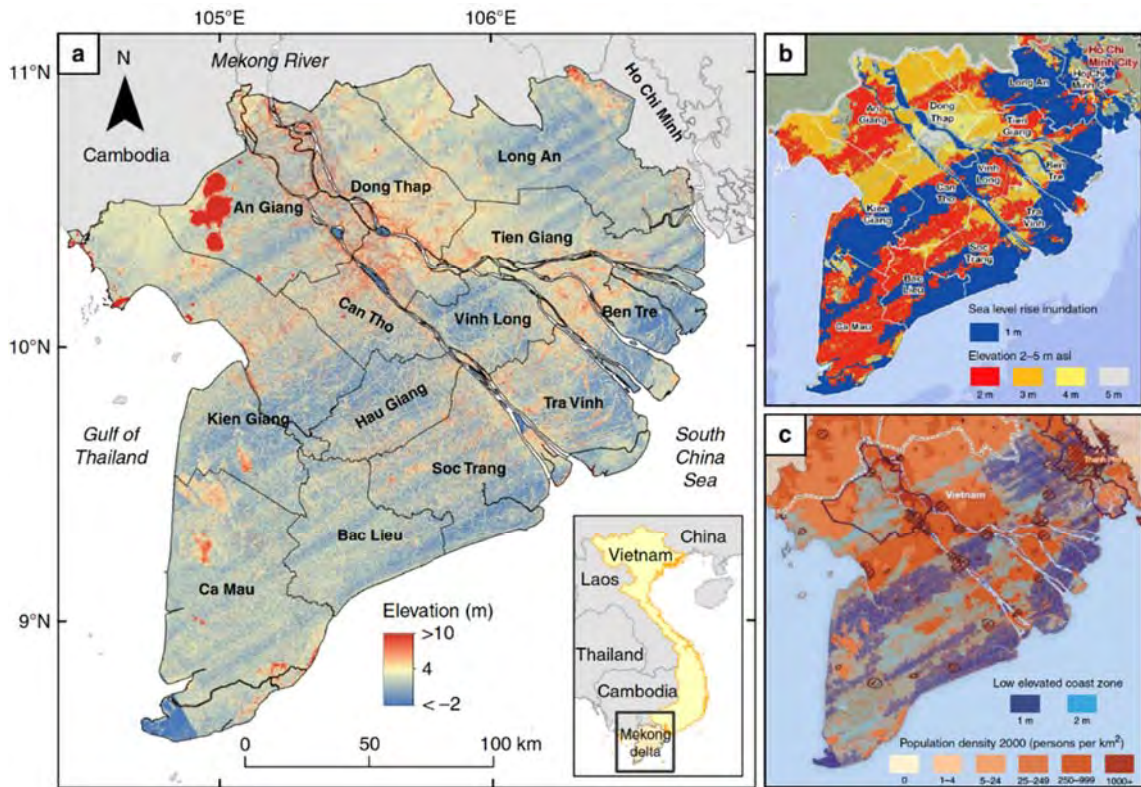 105°E
106°E
a
N
Mekong River
11°N
Cambodia
Ho Chi Minh
Long An
Dong Thap
An Giang
Tien Giang
Can Tho
Vinh Long
Ben Tre
10°N
Kien Giang
Hau Giang
Tra Vinh
Gulf of
Thailand
Soc Trang
South
China
Sea
Bac Lieu
Ca Mau
9°N
Elevation (m)
>10
4
<-2
0
50
100 km
China
Vietnam
Laos
Thailand
Cambodia
Mekong
delta
b
Ho Chi
Minh City
Ho Chi
Long An
An
Giang
Dong
Thap
Tien
Giang
Ben
Tre
Vinh
Long
Can
Tho
Kien
Giang
Tra
Vinh
Soc
Trang
Bac
Lieu
Ca Mau
Sea level rise inundation
1 m
Elevation 2–5 m asl
2 m
3 m
4 m
5 m
c
Vietnam
Low elevated coast zone
1 m
2 m
Population density 2000 (persons per km²)
0
1–4
5–24
25–249
250–999
1000+